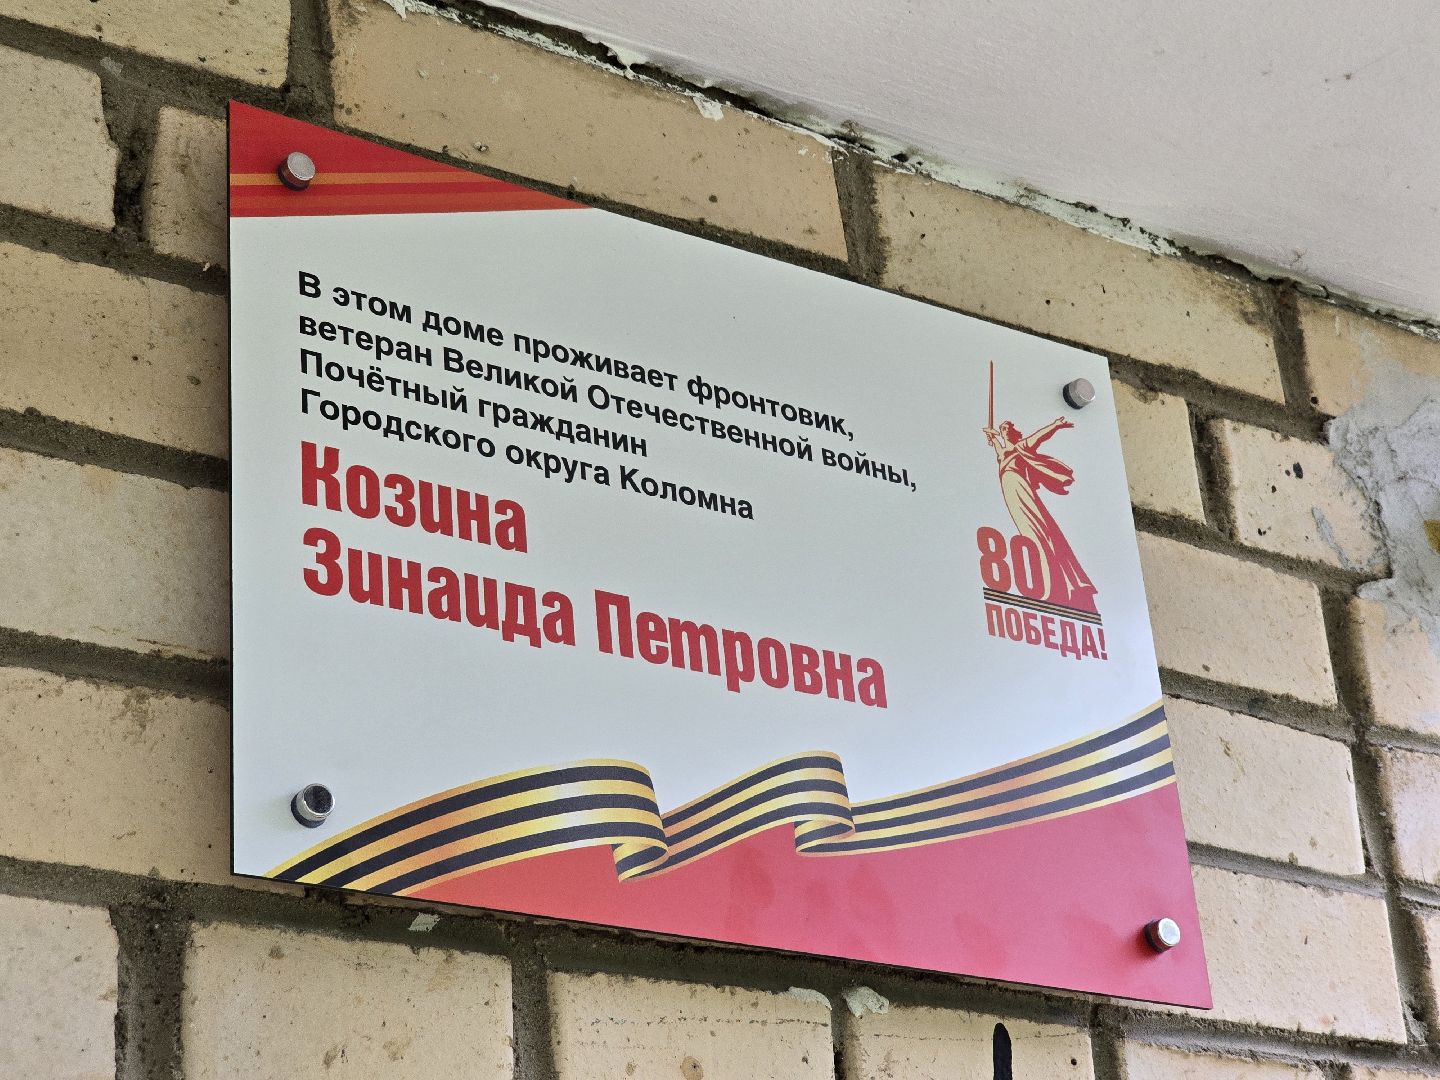 В этом доме проживает фронтовик,
ветеран Великой Отечественной войны,
Почётный гражданин
Городского округа Коломна
Козина
Зинаида Петровна
80
ПОБЕДА!